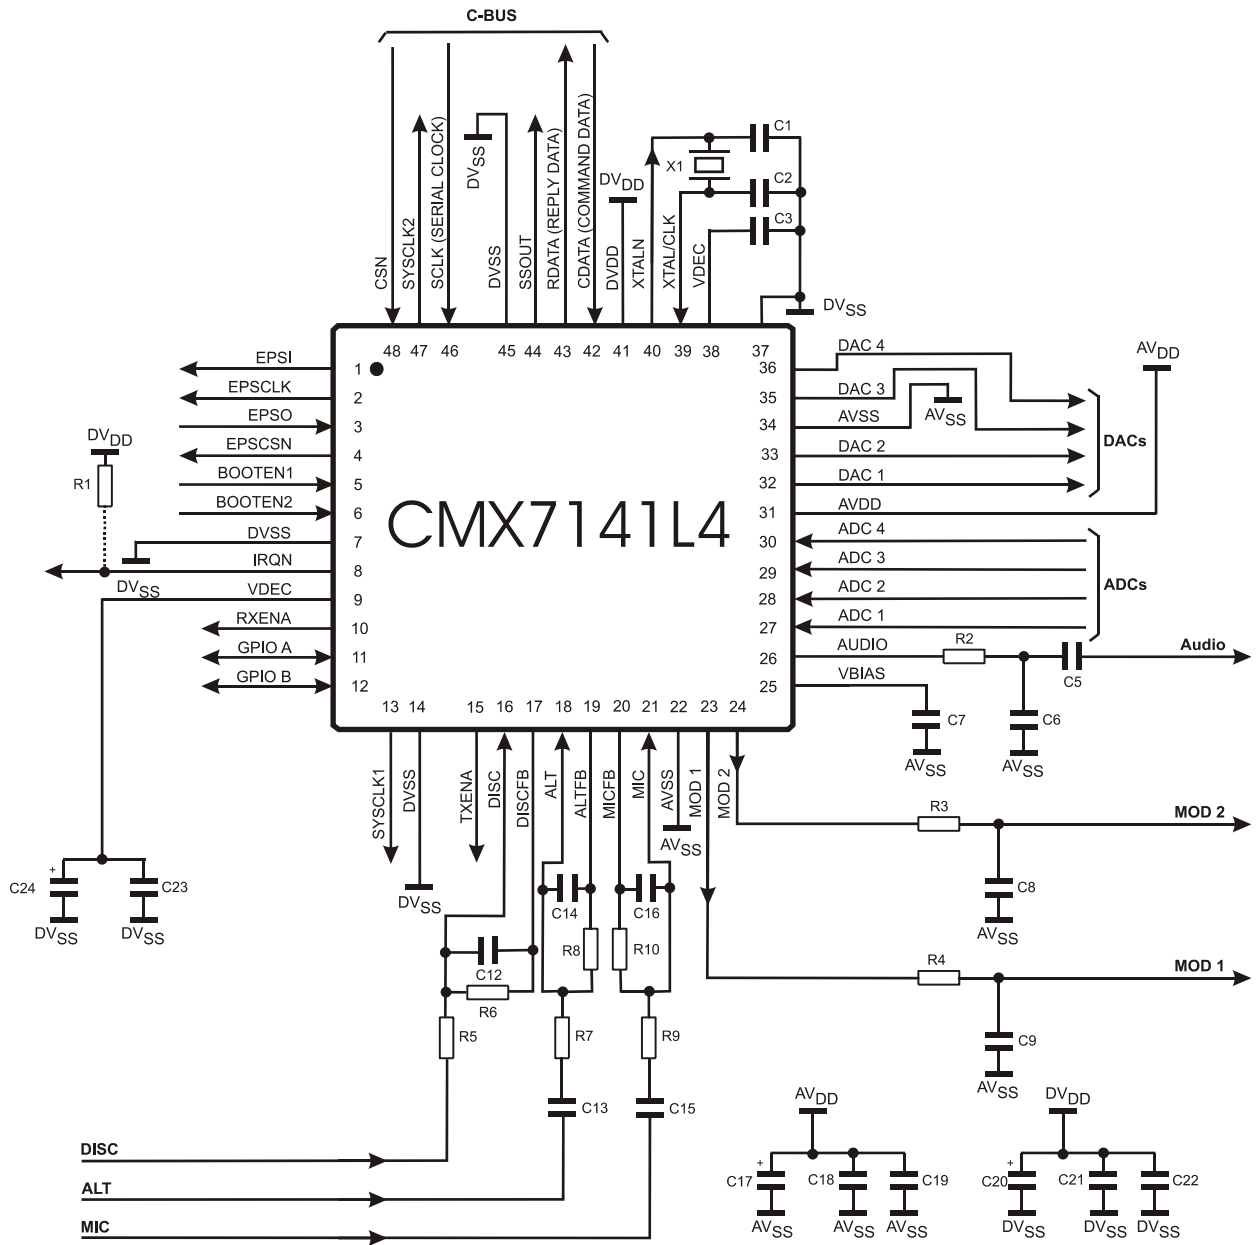 C-BUS
CSN
SYSCLK2
SCLK (SERIAL CLOCK)
DVSS
DVSS
SSOUT
RDATA (REPLY DATA)
CDATA (COMMAND DATA)
DVDD
DVDD
XTALN
XTAL/CLK
VDEC
X1
C1
C2
C3
DVSS
48 47 46 45 44 43 42 41 40 39 38 37
EPSI 1
EPSCLK 2
EPSO 3
EPSCSN 4
BOOTEN1 5
BOOTEN2 6
DVSS 7
IRQN 8
VDEC 9
RXENA 10
GPIO A 11
GPIO B 12
DVDD
R1
DVSS
CMX7141L4
36 DAC 4
35 DAC 3
34 AVSS
33 DAC 2
32 DAC 1
31 AVDD
30 ADC 4
29 ADC 3
28 ADC 2
27 ADC 1
26 AUDIO
25 VBIAS
AVSS
AVDD
DACs
ADCs
R2
C5
Audio
C7
AVSS
C6
AVSS
13 14 15 16 17 18 19 20 21 22 23 24
SYSCLK1
DVSS
TXENA
DISC
DISCFB
ALT
ALTFB
MICFB
MIC
AVSS
MOD 1
MOD 2
AVSS
DVSS
R3
MOD 2
C8
AVSS
R4
MOD 1
C9
AVSS
+
C24
DVSS
C23
DVSS
C14
C16
R8
R10
C12
R6
R5
R7
R9
C13
C15
DISC
ALT
MIC
AVDD
+
C17
C18
C19
AVSS
AVSS
AVSS
DVDD
+
C20
C21
C22
DVSS
DVSS
DVSS